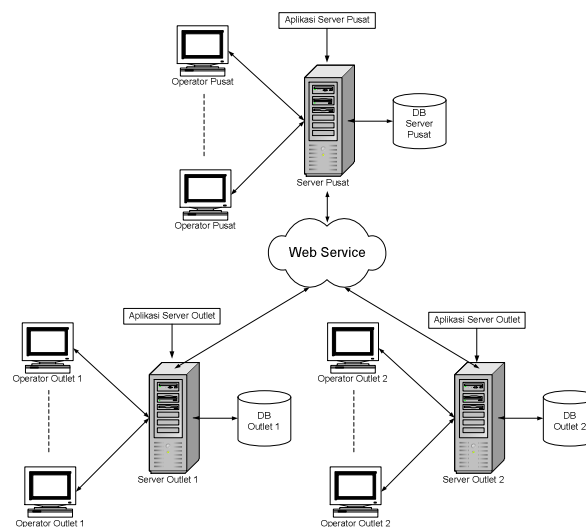 Aplikasi Server Pusat
Operator Pusat
DB
Server
Pusat
Operator Pusat
Server Pusat
Web Service
Aplikasi Server Outlet
Aplikasi Server Outlet
Operator Outlet 1
DB
Outlet 1
Operator Outlet 1
Server Outlet 1
Operator Outlet 2
DB
Outlet 2
Operator Outlet 2
Server Outlet 2